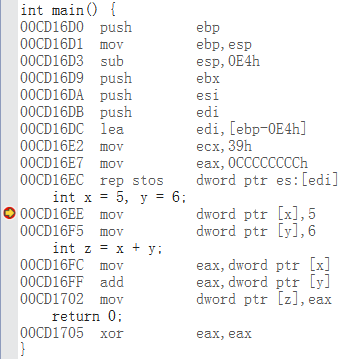 int main() {
00CD16D0  push        ebp
00CD16D1  mov         ebp,esp
00CD16D3  sub         esp,0E4h
00CD16D9  push        ebx
00CD16DA  push        esi
00CD16DB  push        edi
00CD16DC  lea         edi,[ebp-0E4h]
00CD16E2  mov         ecx,39h
00CD16E7  mov         eax,0CCCCCCCCh
00CD16EC  rep stos    dword ptr es:[edi]
    int x = 5, y = 6;
00CD16EE  mov         dword ptr [x],5
00CD16F5  mov         dword ptr [y],6
    int z = x + y;
00CD16FC  mov         eax,dword ptr [x]
00CD16FF  add         eax,dword ptr [y]
00CD1702  mov         dword ptr [z],eax
    return 0;
00CD1705  xor         eax,eax
}